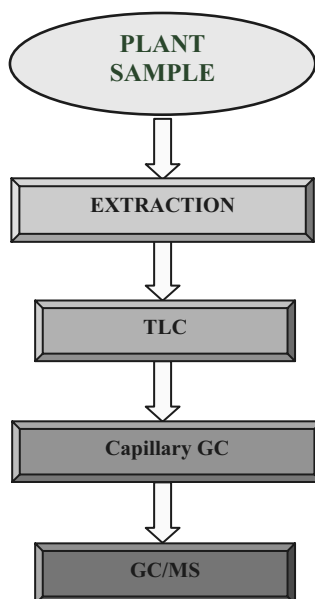 PLANT
SAMPLE
EXTRACTION
TLC
Capillary GC
GC/MS